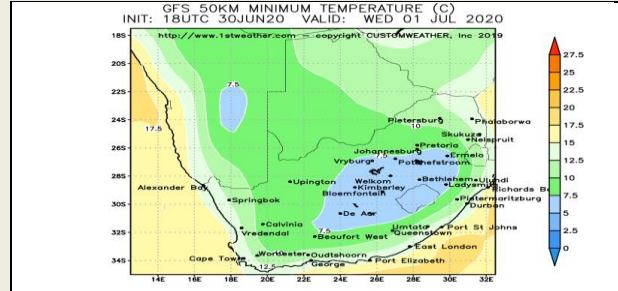 GFS 50KM MINIMUM TEMPERATURE (C)
INIT: 18UTC 30JUN20 VALID: WED 01 JUL 2020
http://www.1stweather.com — copyright CUSTOMWEATHER, Inc 2019
18S
20S
22S
24S
26S
28S
30S
32S
34S
7.5
17.5
10
Pietersburg
Phalaborwa
Skukuza
Nelspruit
Pretoria
Johannesburg
7.5
Ermelo
Vryburg
Potchefstroom
Welkom
Bethlehem
Ulundi
Alexander Bay
Upington
Kimberley
Ladysmith
Richards B
Bloemfontein
Springbok
Pietermaritzburg
De Aar
Durban
Calvinia
7.5
Umtata
Port St Johns
Vredendal
Beaufort West
Queenstown
East London
Cape Town
Worcester
Oudtshoorn
12.5
George
Port Elizabeth
14E 16E 18E 20E 22E 24E 26E 28E 30E 32E
27.5
25
22.5
20
17.5
15
12.5
10
7.5
5
2.5
0